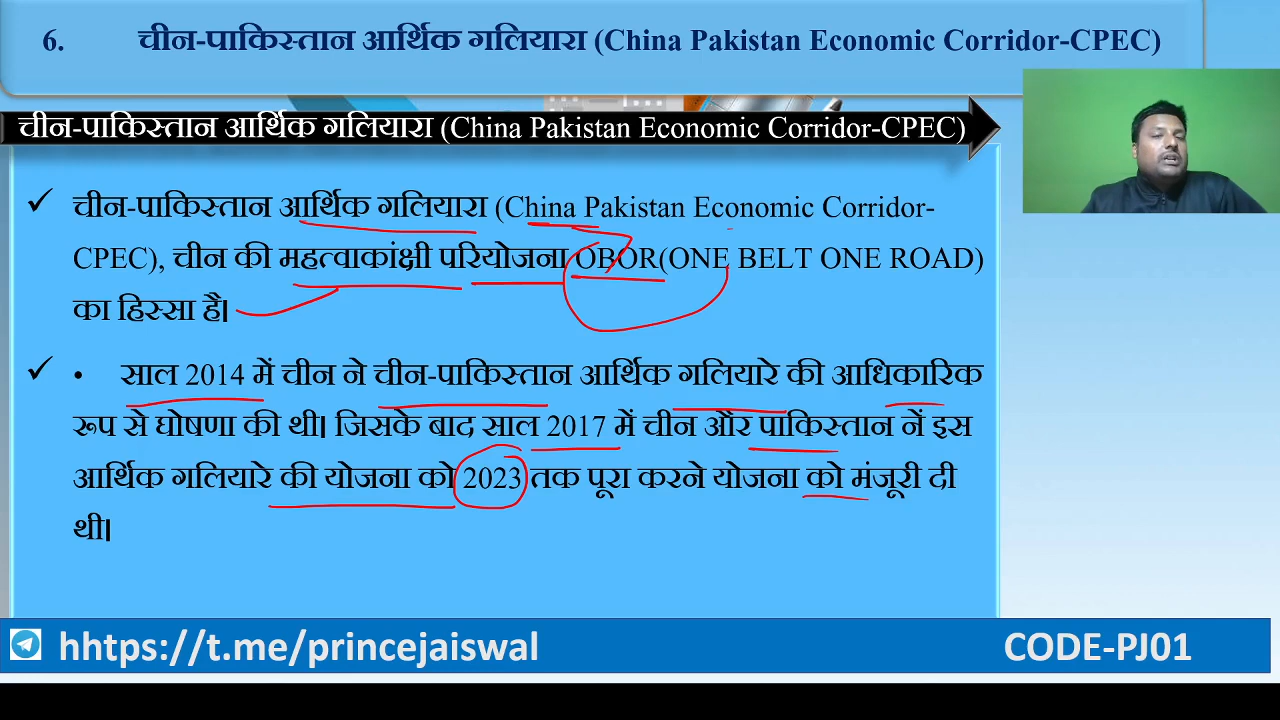 6. चीन-पाकिस्तान आर्थिक गलियारा (China Pakistan Economic Corridor-CPEC)
चीन-पाकिस्तान आर्थिक गलियारा (China Pakistan Economic Corridor-CPEC)
✓ चीन-पाकिस्तान आर्थिक गलियारा (China Pakistan Economic Corridor-
CPEC), चीन की महत्वाकांक्षी परियोजना OBOR(ONE BELT ONE ROAD)
का हिस्सा है।
✓ • साल 2014 में चीन ने चीन-पाकिस्तान आर्थिक गलियारे की आधिकारिक
रूप से घोषणा की थी। जिसके बाद साल 2017 में चीन और पाकिस्तान नें इस
आर्थिक गलियारे की योजना को 2023 तक पूरा करने योजना को मंजूरी दी
थी।
hhtps://t.me/princejaiswal
CODE-PJ01